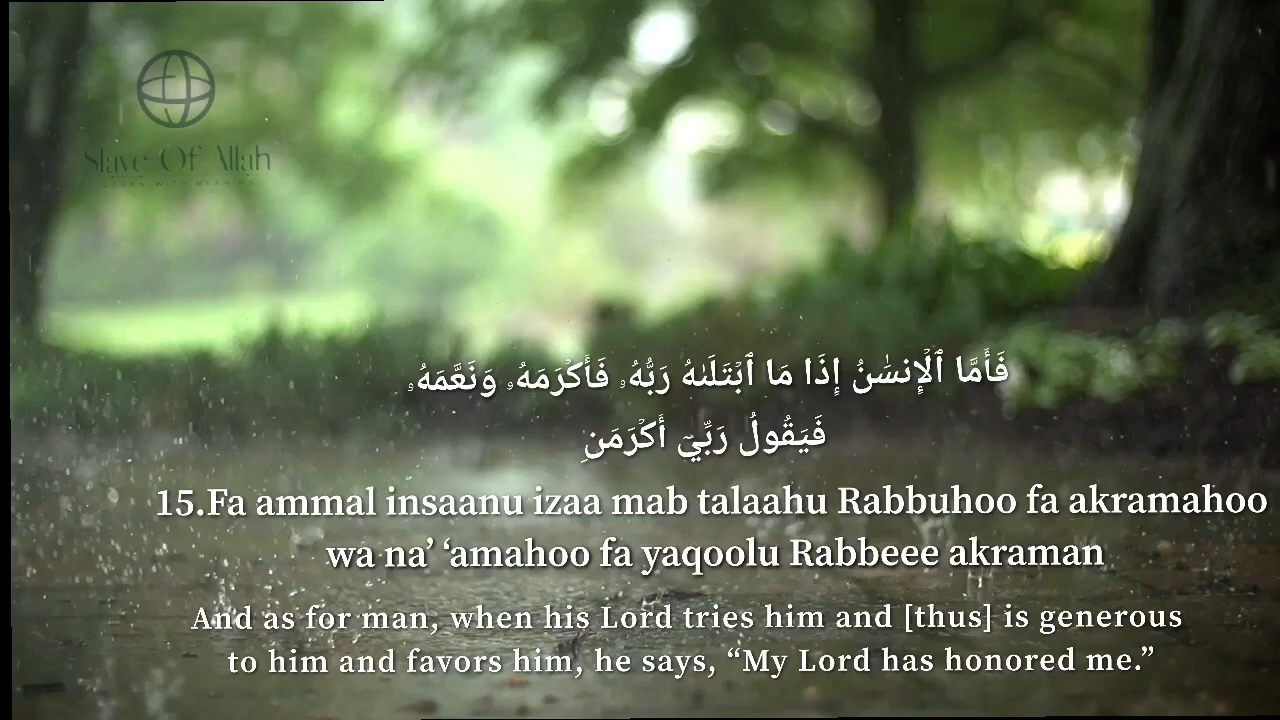 Slave Of Allah
فَأَمَّا ٱلْإِنسَـٰنُ إِذَا مَا ٱبْتَلَىٰهُ رَبُّهُۥ فَأَكْرَمَهُۥ وَنَعَّمَهُۥ
فَيَقُولُ رَبِّىٓ أَكْرَمَنِ
15.Fa ammal insaanu izaa mab talaahu Rabbuhoo fa akramahoo
wa na’ ‘amahoo fa yaqoolu Rabbeee akraman
And as for man, when his Lord tries him and [thus] is generous
to him and favors him, he says, “My Lord has honored me.”